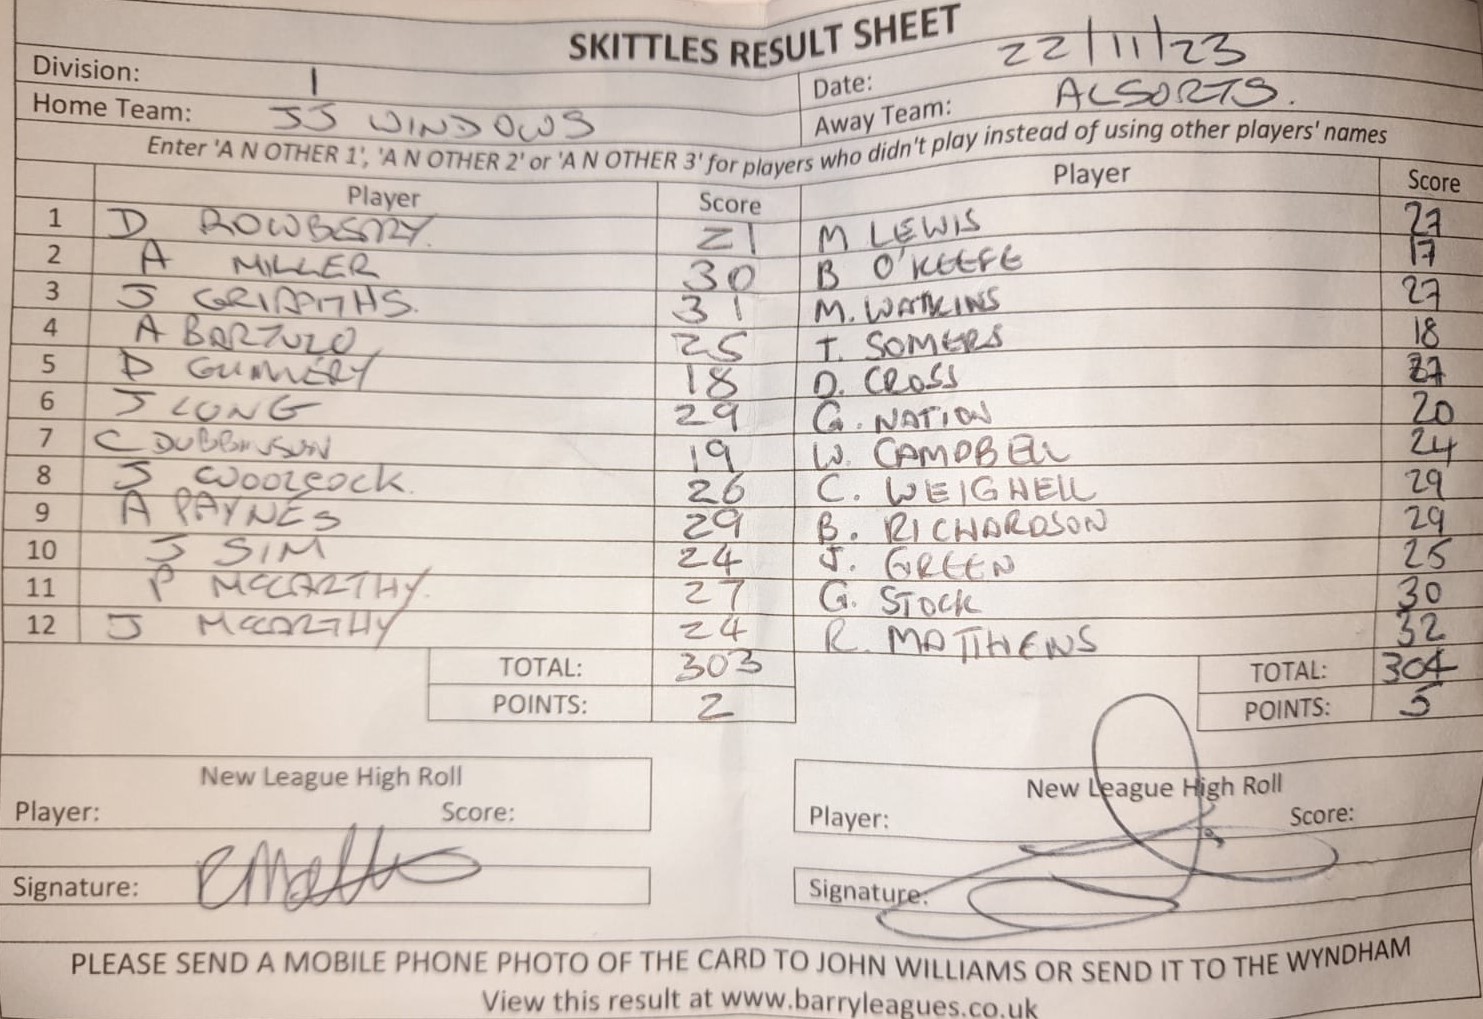 SKITTLES RESULT SHEET
Division: 1 Date: 22/11/23
Home Team: JJ WINDOWS Away Team: ALSORTS.
Enter 'A N OTHER 1', 'A N OTHER 2' or 'A N OTHER 3' for players who didn't play instead of using other players' names
Player Score Player Score
1 D ROWBERRY. 21 M LEWIS 27
2 A MILLER 30 B O'KEEFE 17
3 J GRIFFITHS. 31 M. WATKINS 27
4 A BARTOLO 25 T. SOMERS 18
5 D GUMMERY 18 D. CROSS
6 J LONG 29 G. NATION 20
7 C 19 W. CAMPBELL 24
8 J WOOLCOCK. 26 C. WEIGHELL 29
9 A PAYNES 29 B. RICHARDSON 29
10 J SIM 24 J. GREEN 25
11 P MCCARTHY. 27 G. STOCK 30
12 J MCCARTHY 24 R. MATTHEWS 32
TOTAL: 303 TOTAL: 304
POINTS: 2 POINTS: 5
New League High Roll New League High Roll
Player: Score: Player: Score:
Signature: Signature:
PLEASE SEND A MOBILE PHONE PHOTO OF THE CARD TO JOHN WILLIAMS OR SEND IT TO THE WYNDHAM
View this result at www.barryleagues.co.uk